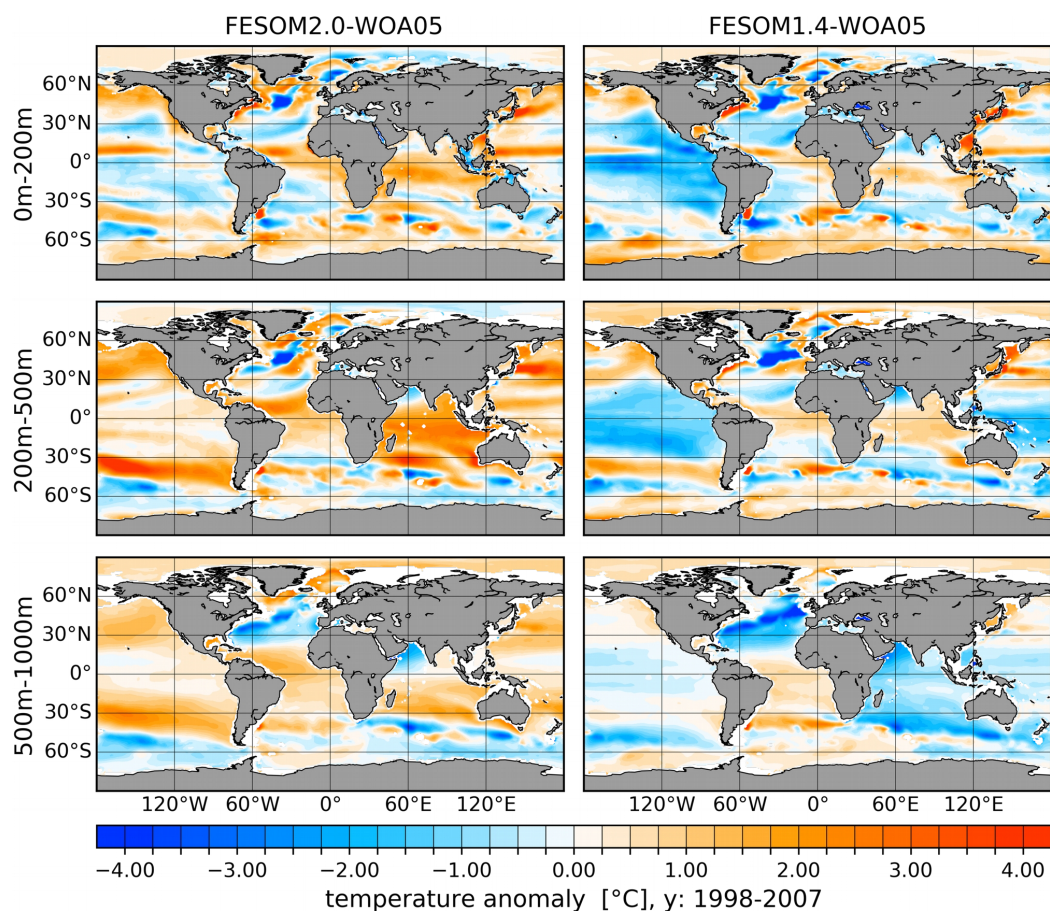 FESOM2.0-WOA05 FESOM1.4-WOA05
60°N
30°N
0°
30°S
60°S
0m-200m
60°N
30°N
0°
30°S
60°S
200m-500m
60°N
30°N
0°
30°S
60°S
500m-1000m
120°W 60°W 0° 60°E 120°E 120°W 60°W 0° 60°E 120°E
−4.00 −3.00 −2.00 −1.00 0.00 1.00 2.00 3.00 4.00
temperature anomaly [°C], y: 1998-2007